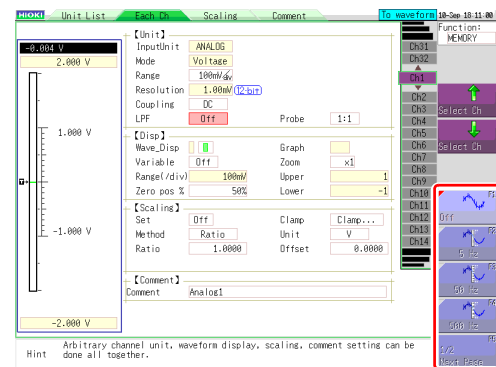 HIOKI Unit List Each Ch Scaling Comment To waveform 10-Sep 18:11:00
Function:
MEMORY
-0.004 V
2.000 V
1.000 V
-1.000 V
-2.000 V
【Unit】
InputUnit ANALOG
Mode Voltage
Range 100mV/div
Resolution 1.00mV (12-bit)
Coupling DC
LPF Off Probe 1:1
【Disp】
Wave_Disp Graph
Variable Off Zoom ×1
Range(/div) 100mV Upper 1
Zero pos % 50% Lower -1
【Scaling】
Set Off Clamp Clamp...
Method Ratio Unit V
Ratio 1.0000 Offset 0.0000
【Comment】
Comment Analog1
Ch31
Ch32
Ch1
Ch2
Ch3
Ch4
Ch5
Ch6
Ch7
Ch8
Ch9
Ch10
Ch11
Ch12
Ch13
Ch14
Select Ch
Select Ch
F1
Off
F2
5 Hz
F3
50 Hz
F4
500 Hz
F5
1/2
Next Page
Hint Arbitrary channel unit, waveform display, scaling, comment setting can be
done all together.